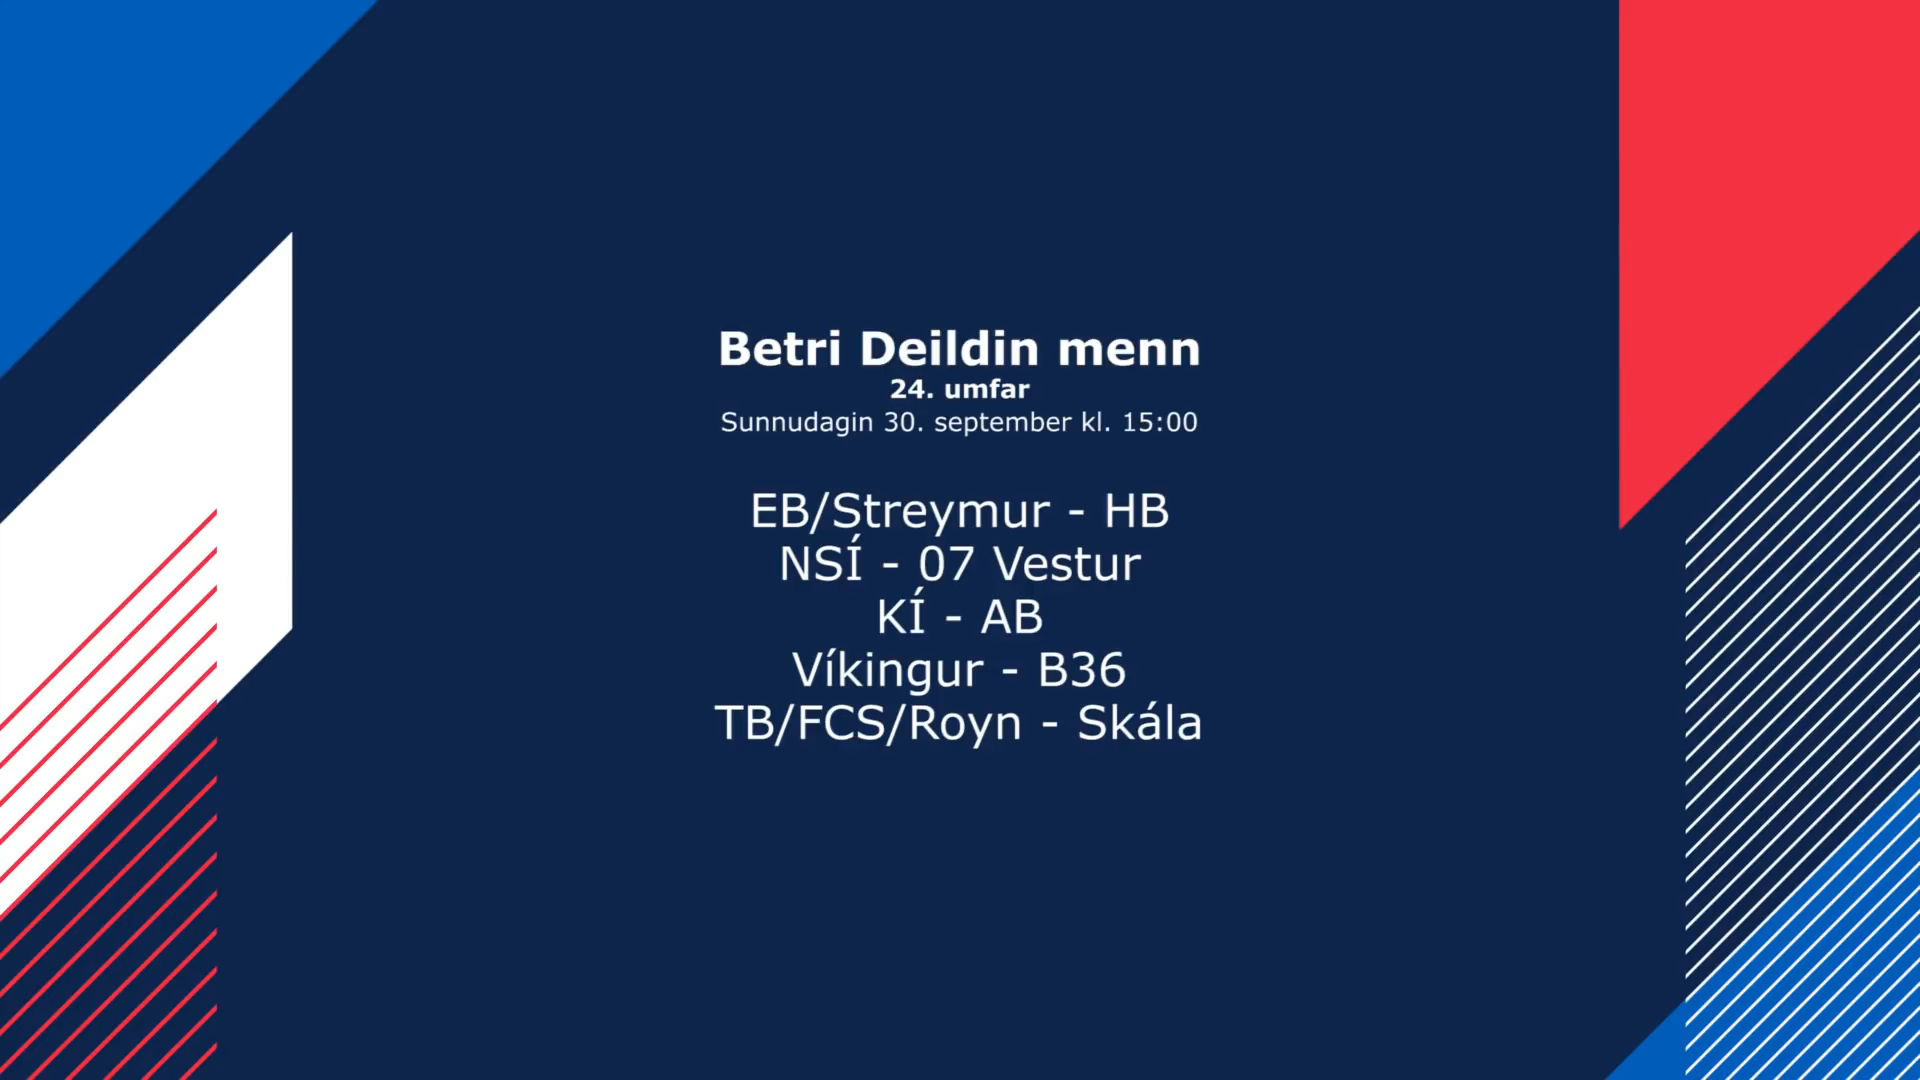 Betri Deildin menn
24. umfar
Sunnudagin 30. september kl. 15:00
EB/Streymur - HB
NSÍ - 07 Vestur
KÍ - AB
Víkingur - B36
TB/FCS/Royn - Skála